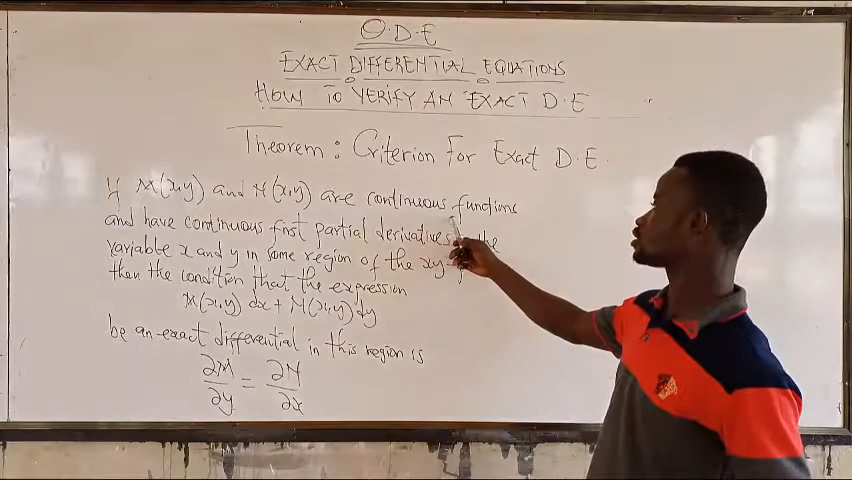 O.D.E
EXACT DIFFERENTIAL EQUATIONS
HOW TO VERIFY AN EXACT D.E
Theorem: Criterion For Exact D.E.
If M(x,y) and N(x,y) are continuous functions
and have continuous first partial derivatives the
variable x and y in some region of the xy-
then the condition that the expression
M(x,y) dx + N(x,y) dy
be an exact differential in this region is
∂M/∂y = ∂N/∂x